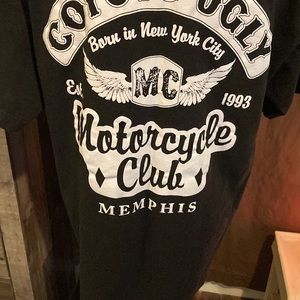 COYOTE UGLY
Born in New York City
MC
Est 1993
Motorcycle
Club
MEMPHIS